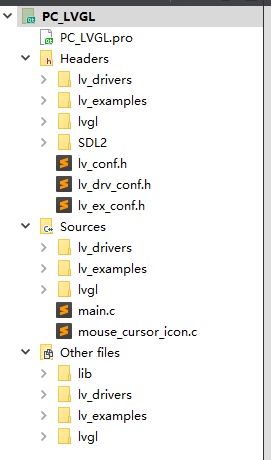 PC_LVGL
PC_LVGL.pro
Headers
lv_drivers
lv_examples
lvgl
SDL2
lv_conf.h
lv_drv_conf.h
lv_ex_conf.h
Sources
lv_drivers
lv_examples
lvgl
main.c
mouse_cursor_icon.c
Other files
lib
lv_drivers
lv_examples
lvgl